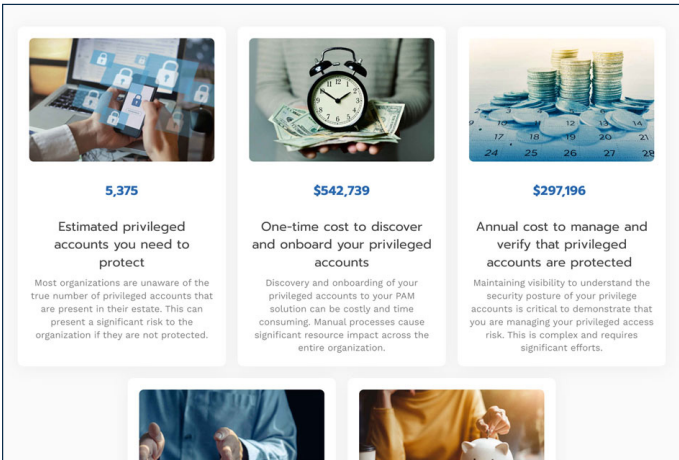 5,375
$542,739
$297,196
Estimated privileged
accounts you need to
protect
One-time cost to discover
and onboard your privileged
accounts
Annual cost to manage and
verify that privileged
accounts are protected
Most organizations are unaware of the
true number of privileged accounts that
are present in their estate. This can
present a significant risk to the
organization if they are not protected.
Discovery and onboarding of your
privileged accounts to your PAM
solution can be costly and time
consuming. Manual processes cause
significant resource impact across the
entire organization.
Maintaining visibility to understand the
security posture of your privilege
accounts is critical to demonstrate that
you are managing your privileged access
risk. This is complex and requires
significant efforts.